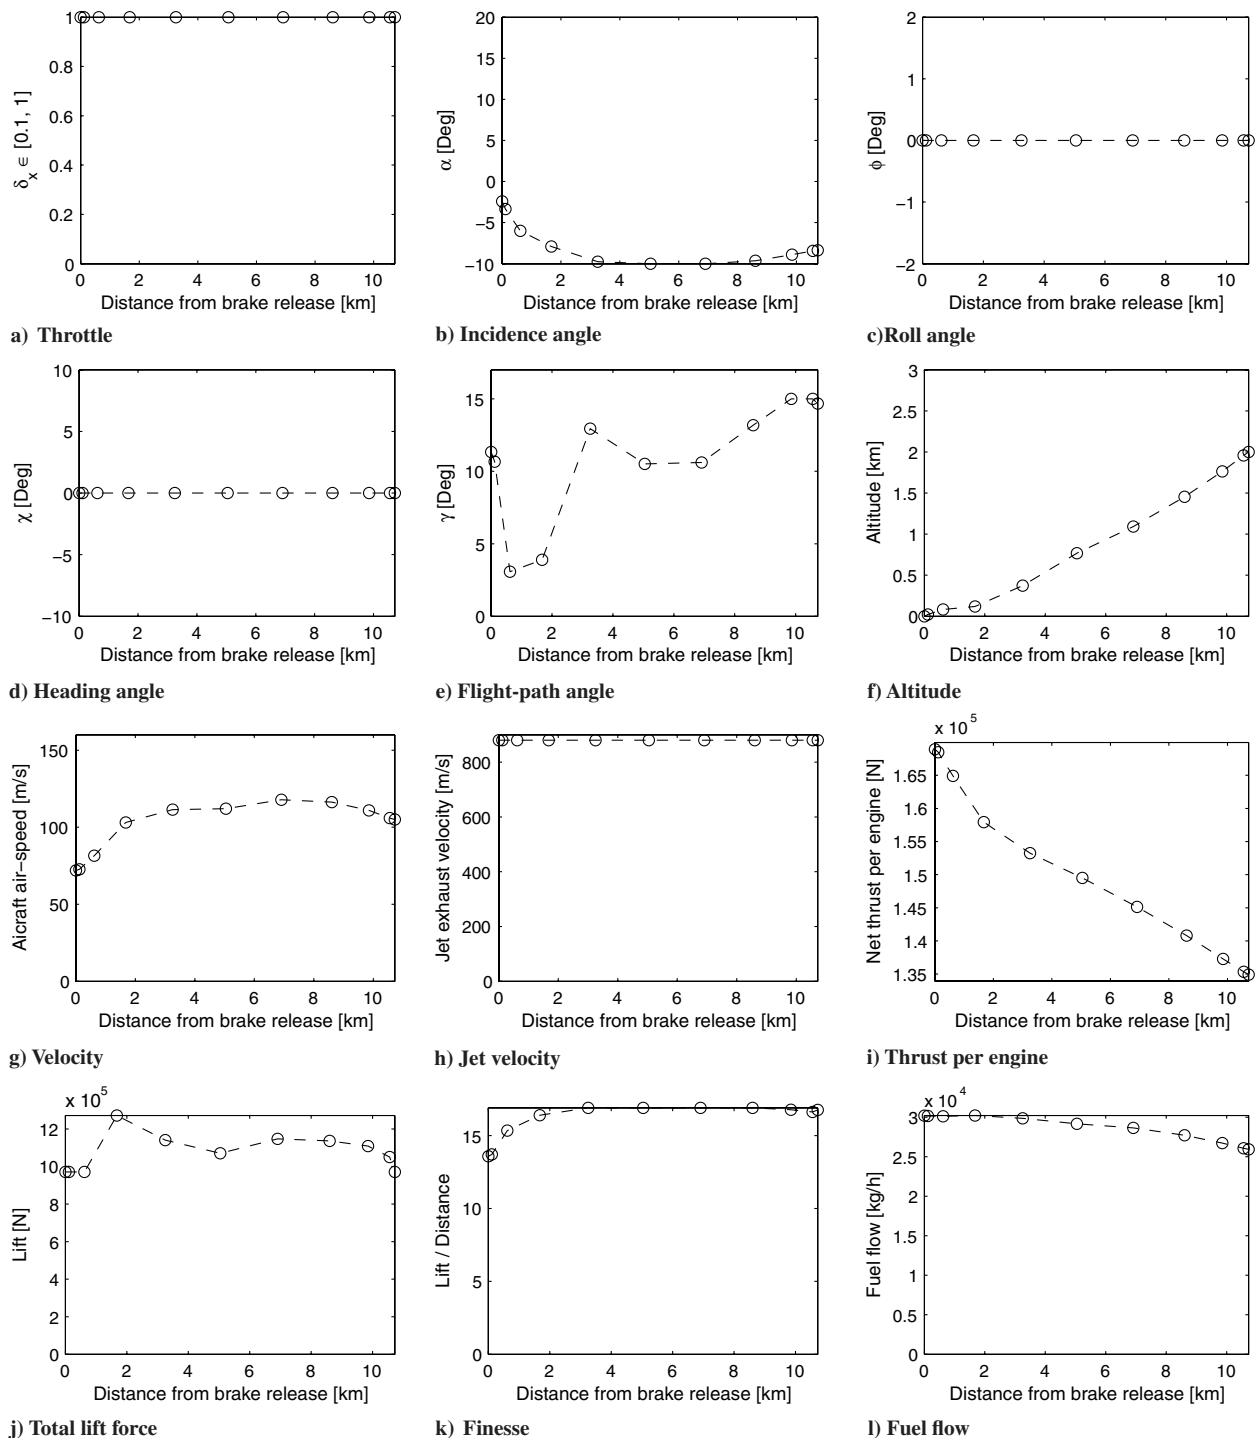 1
0.8
0.6
0.4
0.2
0
0 2 4 6 8 10
δx ∈ [0.1, 1]
Distance from brake release [km]
a) Throttle
20
15
10
5
0
−5
−10
0 2 4 6 8 10
α [Deg]
Distance from brake release [km]
b) Incidence angle
2
1
0
−1
−2
0 2 4 6 8 10
ϕ [Deg]
Distance from brake release [km]
c)Roll angle
10
5
0
−5
−10
0 2 4 6 8 10
χ [Deg]
Distance from brake release [km]
d) Heading angle
15
10
5
0
0 2 4 6 8 10
γ [Deg]
Distance from brake release [km]
e) Flight-path angle
3
2.5
2
1.5
1
0.5
0
0 2 4 6 8 10
Altitude [km]
Distance from brake release [km]
f) Altitude
150
100
50
0
0 2 4 6 8 10
Aicraft air−speed [m/s]
Distance from brake release [km]
g) Velocity
800
600
400
200
0
0 2 4 6 8 10
Jet exhaust velocity [m/s]
Distance from brake release [km]
h) Jet velocity
x 10^5
1.65
1.6
1.55
1.5
1.45
1.4
1.35
0 2 4 6 8 10
Net thrust per engine [N]
Distance from brake release [km]
i) Thrust per engine
x 10^5
12
10
8
6
4
2
0
0 2 4 6 8 10
Lift [N]
Distance from brake release [km]
j) Total lift force
15
10
5
0
0 2 4 6 8 10
Lift / Distance
Distance from brake release [km]
k) Finesse
x 10^4
3
2.5
2
1.5
1
0.5
0
0 2 4 6 8 10
Fuel flow [kg/h]
Distance from brake release [km]
l) Fuel flow